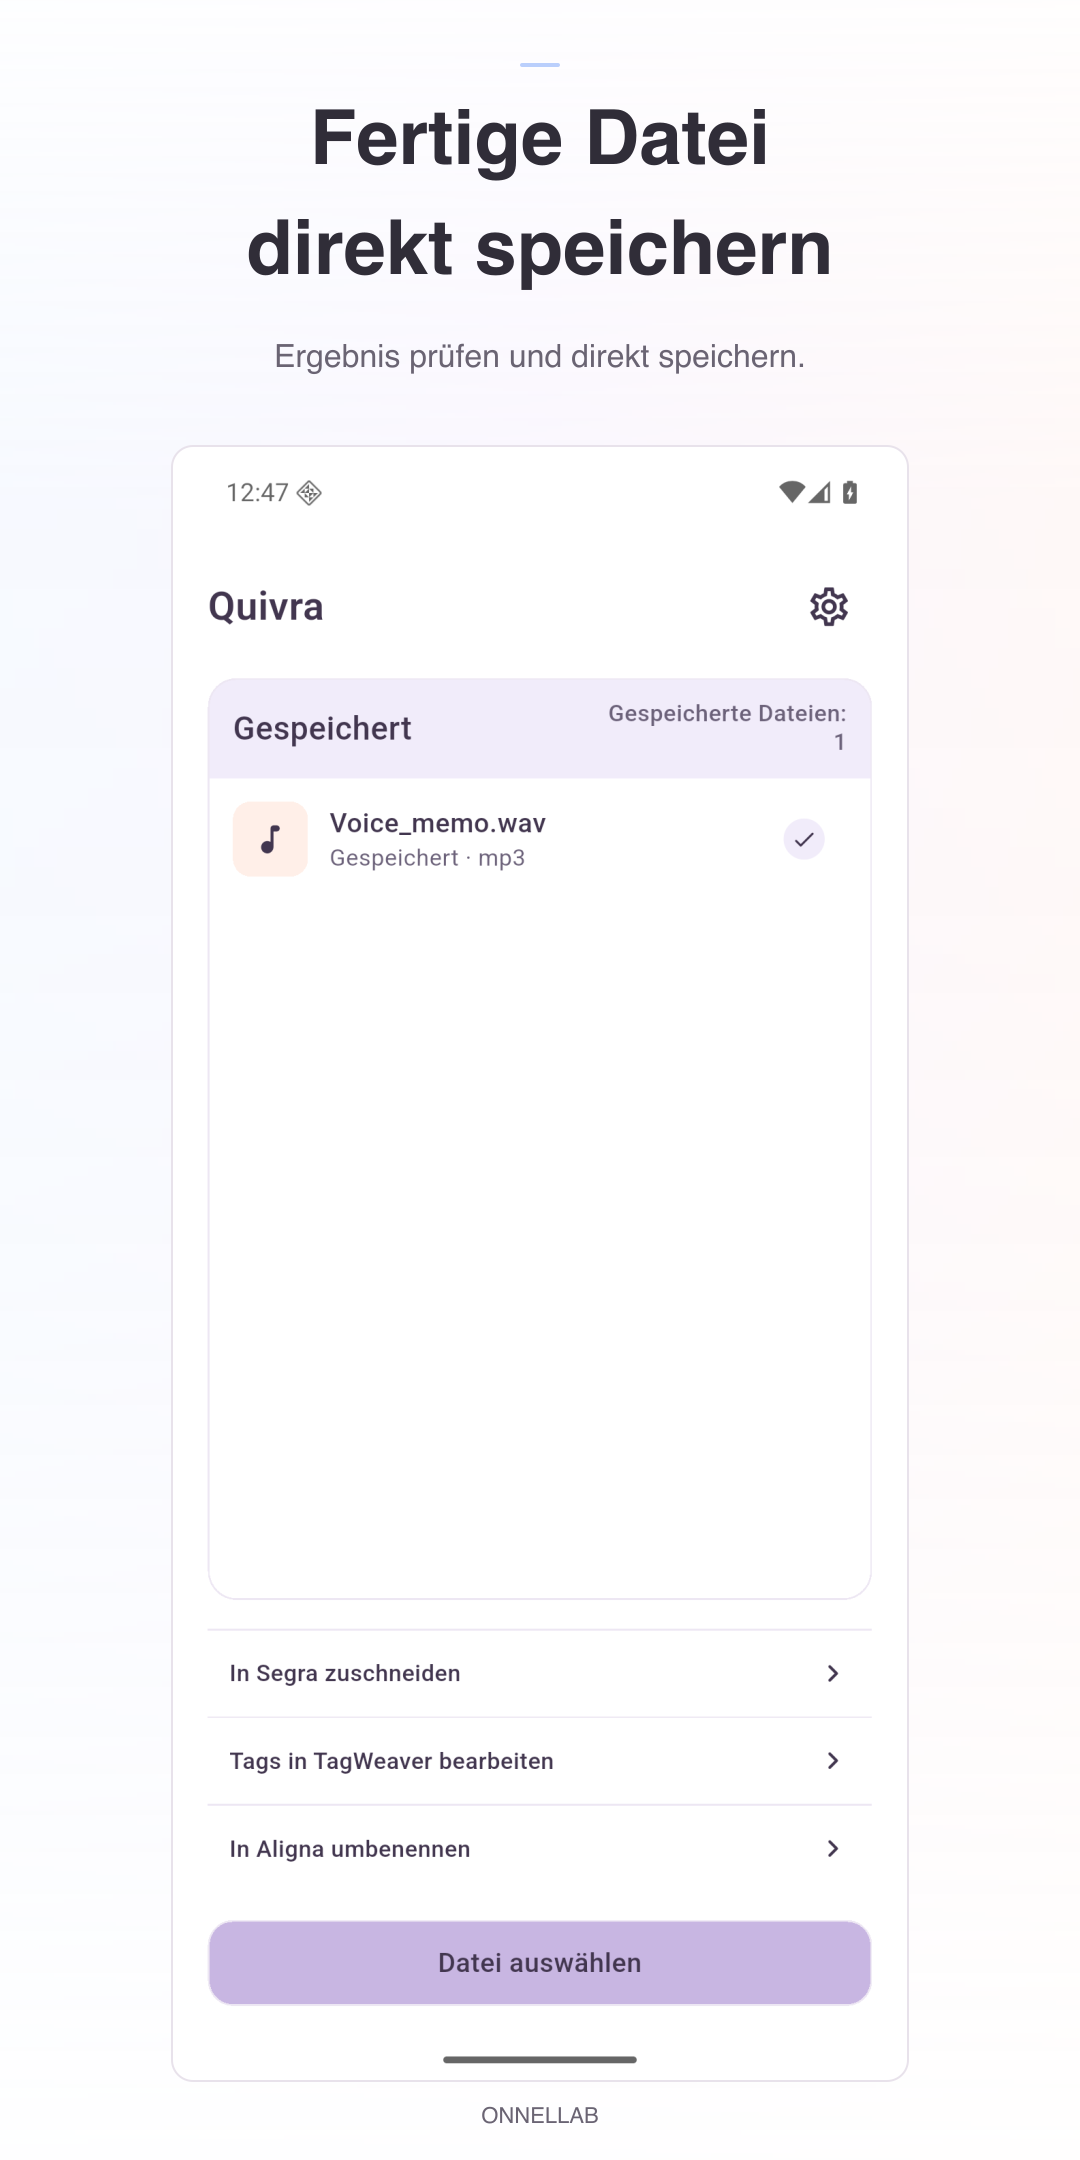 Fertige Datei
direkt speichern
Ergebnis prüfen und direkt speichern.
12:47
Quivra
Gespeichert
Gespeicherte Dateien:
1
Voice_memo.wav
Gespeichert · mp3
In Segra zuschneiden
Tags in TagWeaver bearbeiten
In Aligna umbenennen
Datei auswählen
ONNELLAB